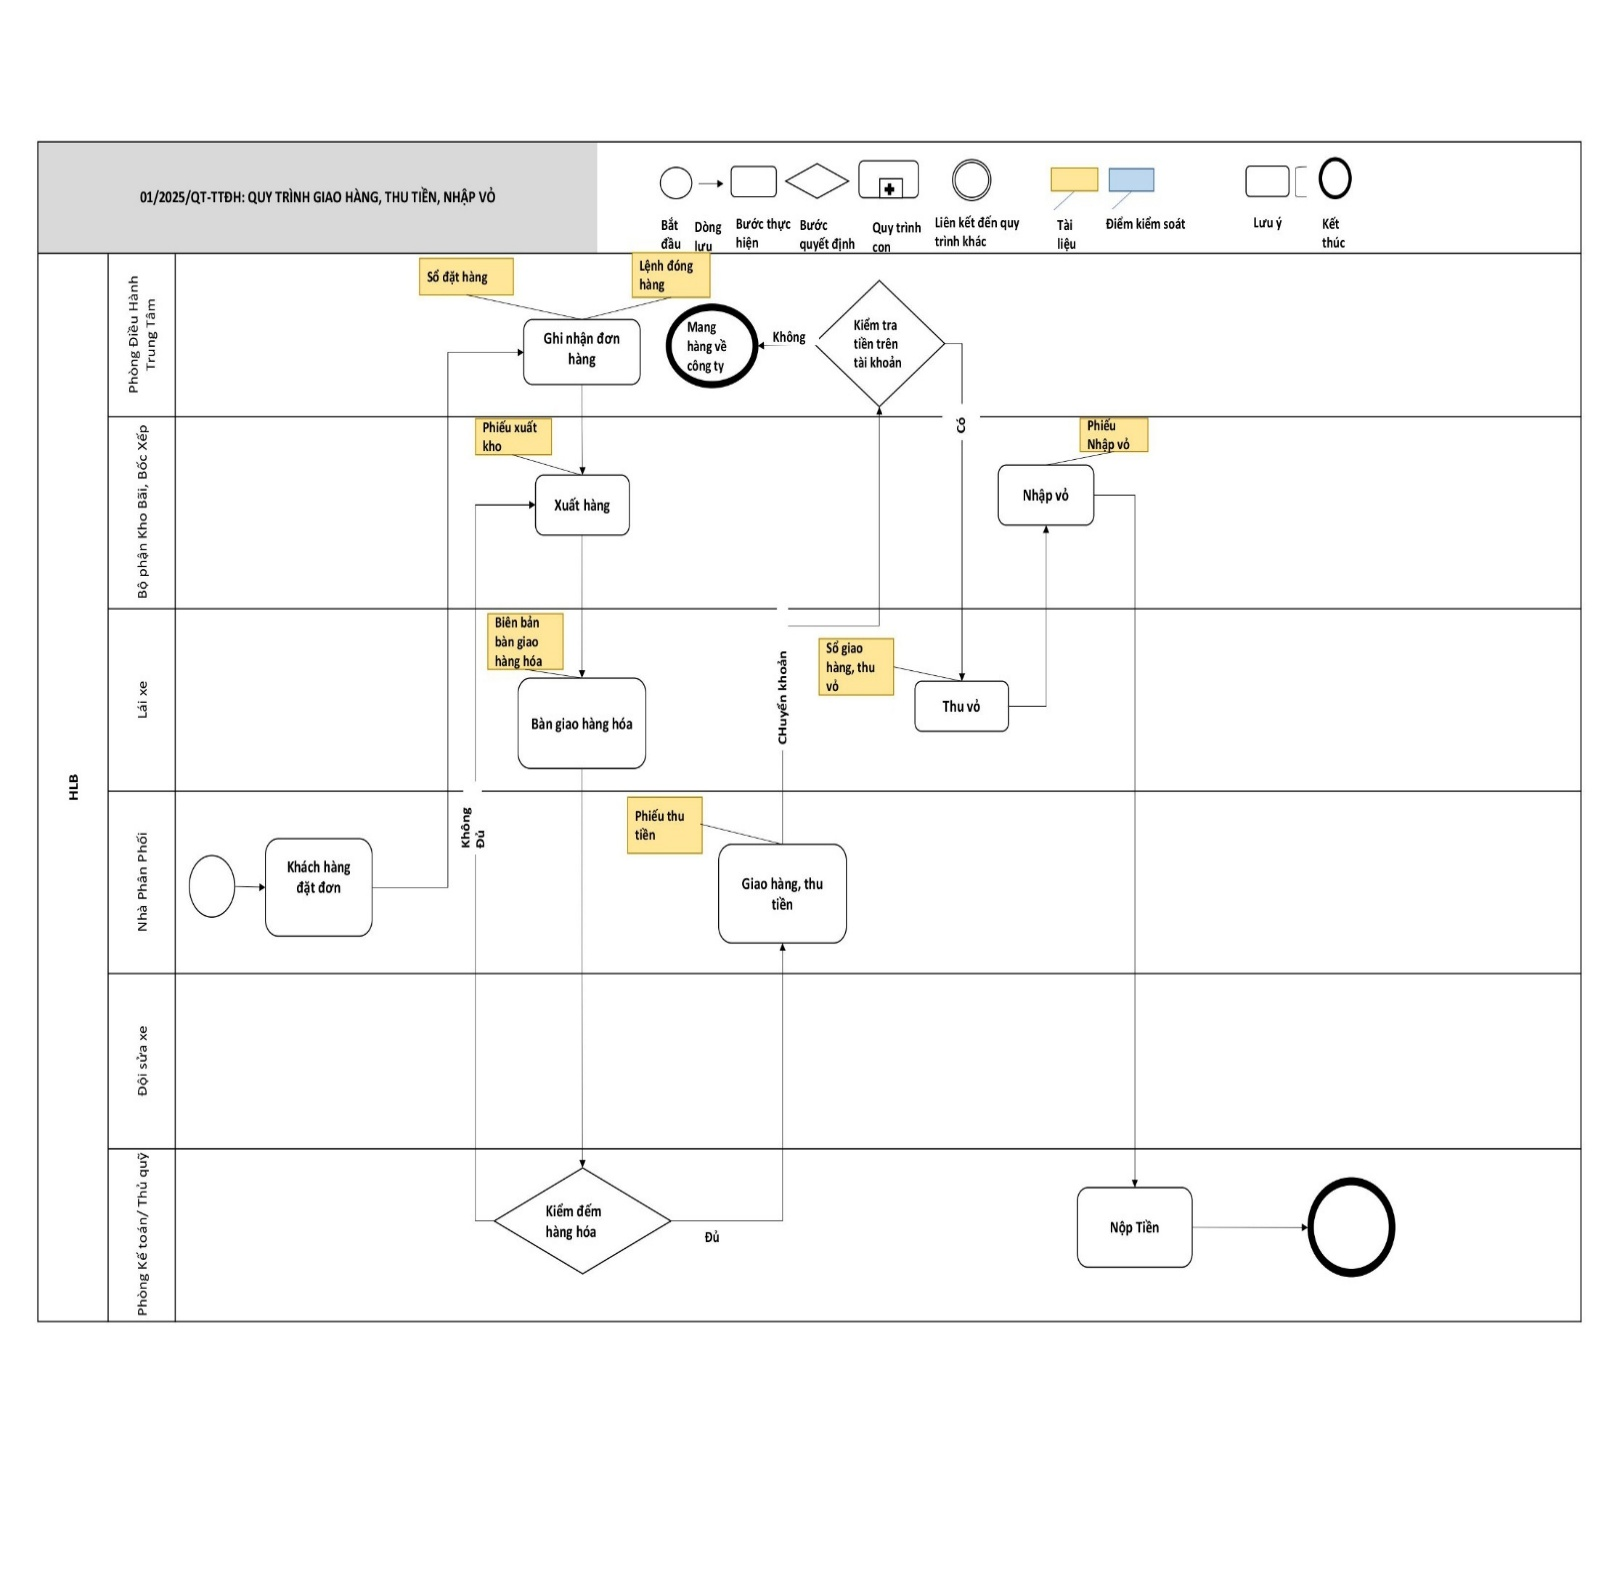 01/2025/QT-TTĐH: QUY TRÌNH GIAO HÀNG, THU TIỀN, NHẬP VỎ
Bắt
đầu
Dòng
lưu
Bước thực
hiện
Bước
quyết định
Quy trình
con
Liên kết đến quy
trình khác
Tài
liệu
Điểm kiểm soát
Lưu ý
Kết
thúc
HLB
Phòng Điều Hành
Trung Tâm
Sổ đặt hàng
Lệnh đóng
hàng
Ghi nhận đơn
hàng
Mang
hàng về
công ty
Không
Kiểm tra
tiền trên
tài khoản
Có
Bộ phận Kho Bãi, Bốc Xếp
Phiếu xuất
kho
Xuất hàng
Phiếu
Nhập vỏ
Nhập vỏ
Lái xe
Biên bản
bàn giao
hàng hóa
Bàn giao hàng hóa
CHuyển khoản
Sổ giao
hàng, thu
vỏ
Thu vỏ
Nhà Phân Phối
Khách hàng
đặt đơn
Không
Đủ
Phiếu thu
tiền
Giao hàng, thu
tiền
Đội sửa xe
Phòng Kế toán/ Thủ quỹ
Kiểm đếm
hàng hóa
Đủ
Nộp Tiền